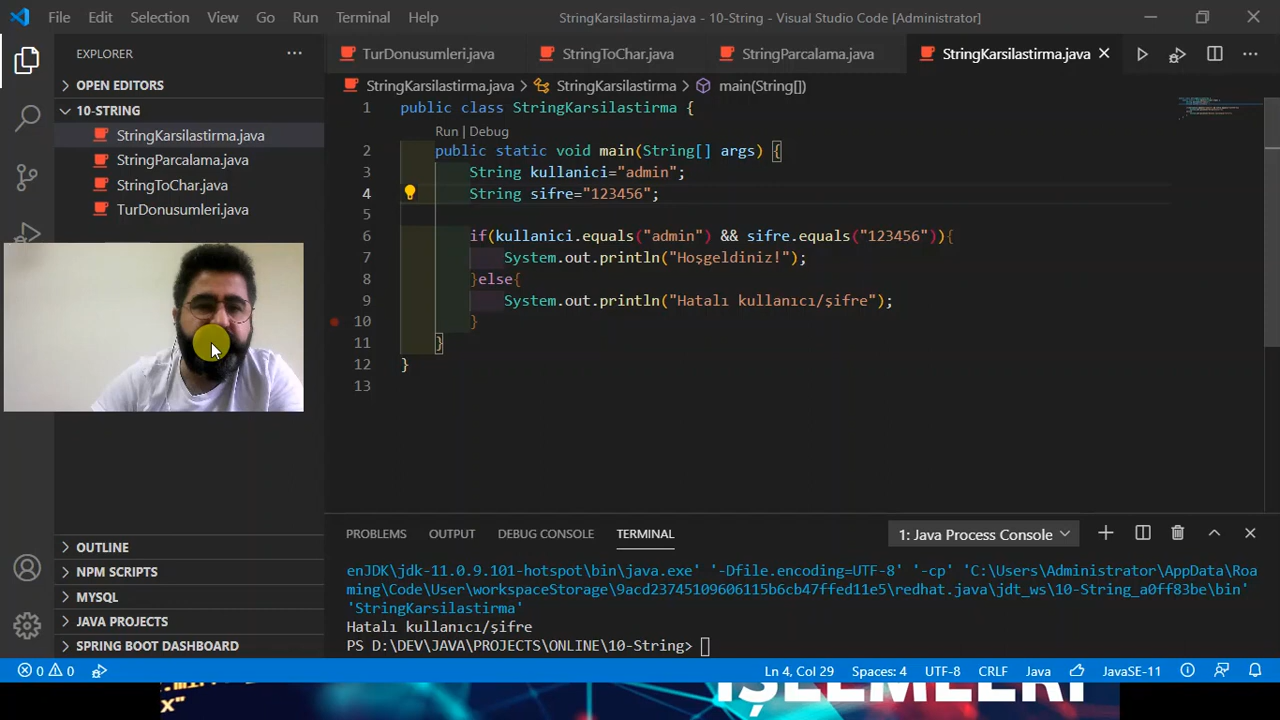 File Edit Selection View Go Run Terminal Help StringKarsilastirma.java - 10-String - Visual Studio Code [Administrator]
EXPLORER
TurDonusumleri.java StringToChar.java StringParcalama.java StringKarsilastirma.java
OPEN EDITORS
10-STRING
StringKarsilastirma.java
StringParcalama.java
StringToChar.java
TurDonusumleri.java
StringKarsilastirma.java > StringKarsilastirma > main(String[])
1 public class StringKarsilastirma {
Run | Debug
2 public static void main(String[] args) {
3 String kullanici="admin";
4 String sifre="123456";
5
6 if(kullanici.equals("admin") && sifre.equals("123456")){
7 System.out.println("Hoşgeldiniz!");
8 }else{
9 System.out.println("Hatalı kullanıcı/şifre");
10 }
11 }
12 }
13
OUTLINE
NPM SCRIPTS
MYSQL
JAVA PROJECTS
SPRING BOOT DASHBOARD
PROBLEMS OUTPUT DEBUG CONSOLE TERMINAL 1: Java Process Console
enJDK\jdk-11.0.9.101-hotspot\bin\java.exe' '-Dfile.encoding=UTF-8' '-cp' 'C:\Users\Administrator\AppData\Roa
ming\Code\User\workspaceStorage\9acd23745109606115b6cb47ffed11e5\redhat.java\jdt_ws\10-String_a0ff83be\bin'
'StringKarsilastirma'
Hatalı kullanıcı/şifre
PS D:\DEV\JAVA\PROJECTS\ONLINE\10-String>
0 0 Ln 4, Col 29 Spaces: 4 UTF-8 CRLF Java JavaSE-11
İŞLEMLERİ